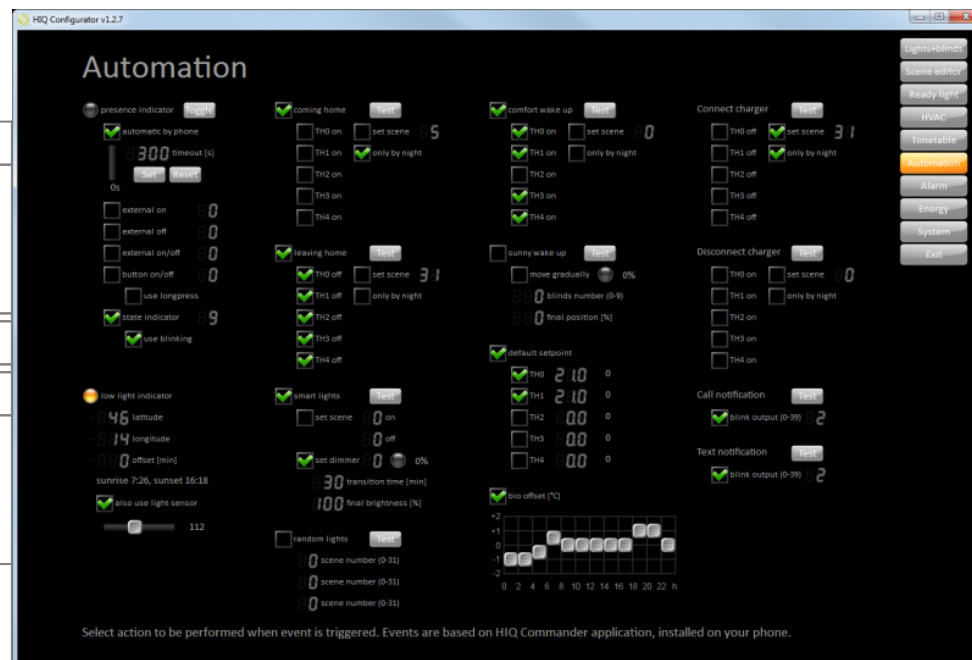 HIQ Configurator v1.2.7
Automation
presence indicator Toggle
automatic by phone
300 timeout [s]
Set Reset
0s
external on 0
external off 0
external on/off 0
button on/off 0
use longpress
state indicator 9
use blinking
low light indicator
46 latitude
14 longitude
0 offset [min]
sunrise 7:26, sunset 16:18
also use light sensor
112
coming home Test
TH0 on set scene 5
TH1 on only by night
TH2 on
TH3 on
TH4 on
leaving home Test
TH0 off set scene 31
TH1 off only by night
TH2 off
TH3 off
TH4 off
smart lights Test
set scene 0 on
0 off
set dimmer 0 0%
30 transition time [min]
100 final brightness [%]
random lights Test
0 scene number (0-31)
0 scene number (0-31)
0 scene number (0-31)
comfort wake up Test
TH0 on set scene 0
TH1 on only by night
TH2 on
TH3 on
TH4 on
sunny wake up Test
move gradually 0%
0 blinds number (0-9)
0 final position [%]
default setpoint
TH0 21.0 0
TH1 21.0 0
TH2 0.0 0
TH3 0.0 0
TH4 0.0 0
bio offset [°C]
+2
+1
0
-1
-2
0 2 4 6 8 10 12 14 16 18 20 22 h
Connect charger Test
TH0 off set scene 31
TH1 off only by night
TH2 off
TH3 off
TH4 off
Disconnect charger Test
TH0 on set scene 0
TH1 on only by night
TH2 on
TH3 on
TH4 on
Call notification Test
blink output (0-39) 2
Text notification Test
blink output (0-39) 2
Lights+blinds
Scene editor
Ready light
HVAC
Timetable
Automation
Alarm
Energy
System
Exit
Select action to be performed when event is triggered. Events are based on HIQ Commander application, installed on your phone.